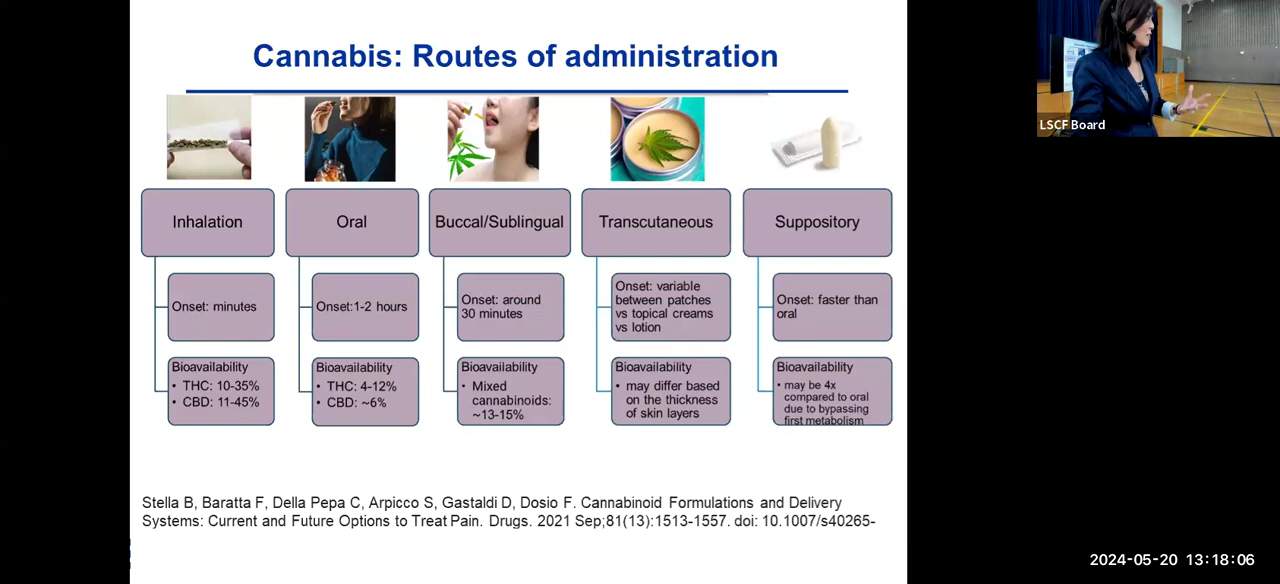 Cannabis: Routes of administration
LSCF Board
Inhalation
Oral
Buccal/Sublingual
Transcutaneous
Suppository
Onset: minutes
Onset:1-2 hours
Onset: around
30 minutes
Onset: variable
between patches
vs topical creams
vs lotion
Onset: faster than
oral
Bioavailability
• THC: 10-35%
• CBD: 11-45%
Bioavailability
• THC: 4-12%
• CBD: ~6%
Bioavailability
• Mixed
cannabinoids:
~13-15%
Bioavailability
• may differ based
on the thickness
of skin layers
Bioavailability
• may be 4x
compared to oral
due to bypassing
first metabolism
Stella B, Baratta F, Della Pepa C, Arpicco S, Gastaldi D, Dosio F. Cannabinoid Formulations and Delivery
Systems: Current and Future Options to Treat Pain. Drugs. 2021 Sep;81(13):1513-1557. doi: 10.1007/s40265-
2024-05-20 13:18:06